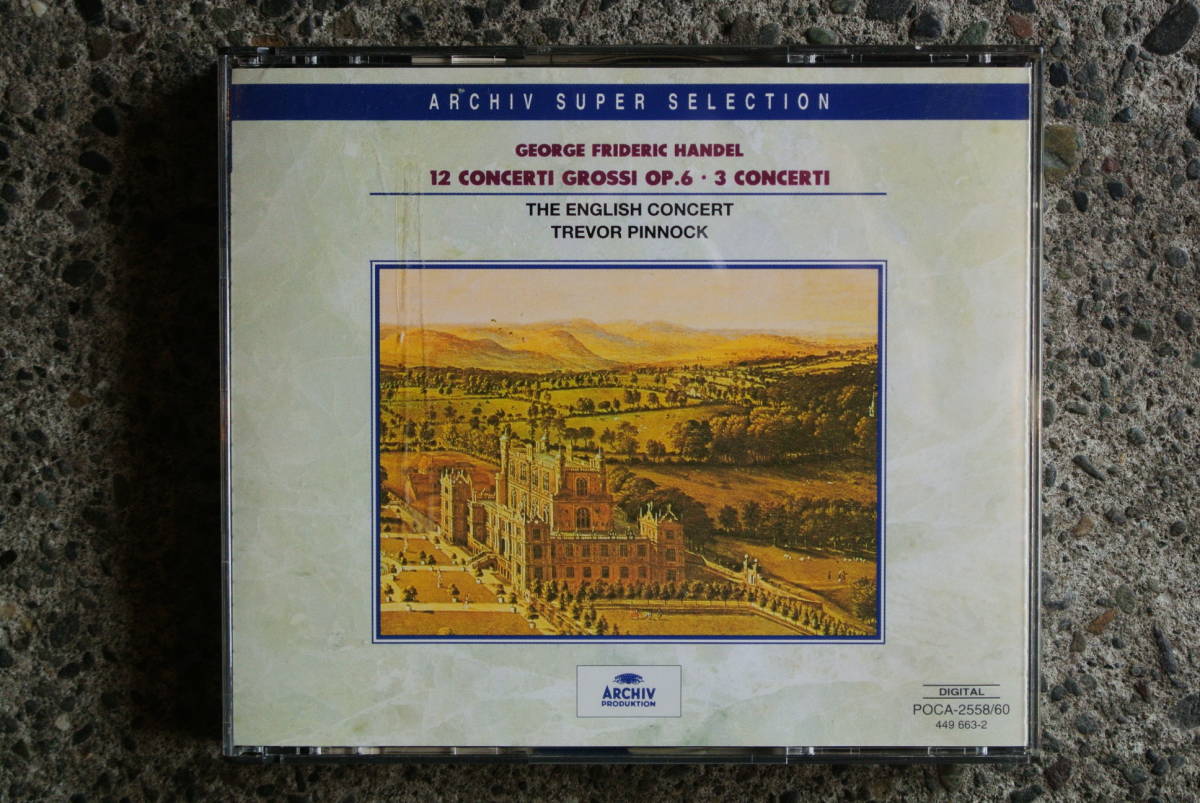 ARCHIV SUPER SELECTION
GEORGE FRIDERIC HANDEL
12 CONCERTI GROSSI OP.6 · 3 CONCERTI
THE ENGLISH CONCERT
TREVOR PINNOCK
ARCHIV
PRODUKTION
DIGITAL
POCA-2558/60
449 663-2